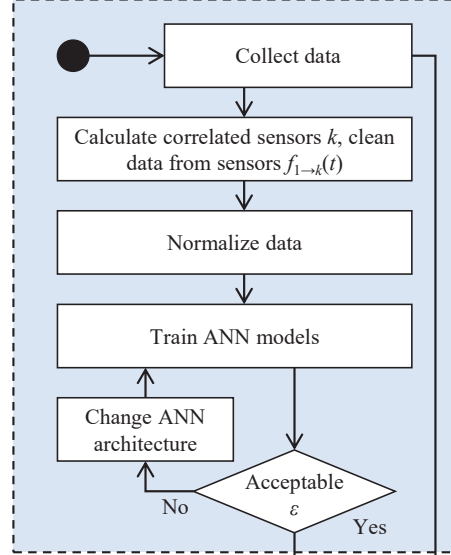 Collect data
Calculate correlated sensors k, clean
data from sensors f₁→ₖ(t)
Normalize data
Train ANN models
Change ANN
architecture
Acceptable
ε
No
Yes